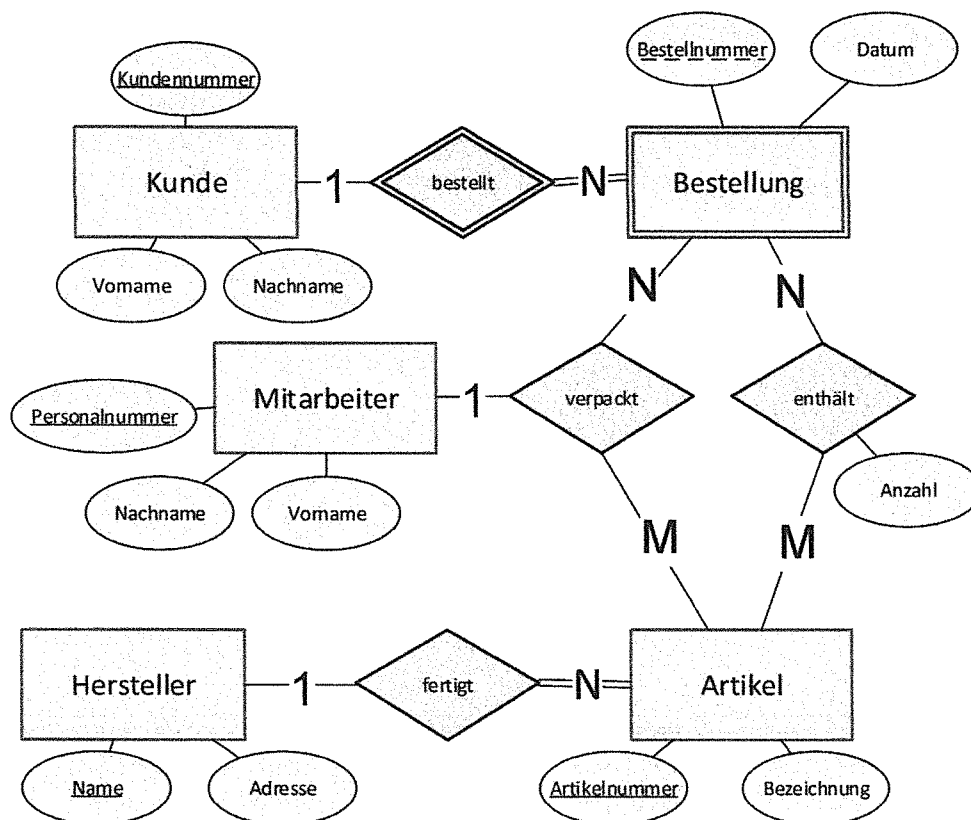 Bestellnummer
Datum
Kundennummer
Kunde
1
bestellt
N
Bestellung
Vorname
Nachname
N
N
Mitarbeiter
1
verpackt
enthält
Personalnummer
Anzahl
Nachname
Vorname
M
M
Hersteller
1
fertigt
N
Artikel
Name
Adresse
Artikelnummer
Bezeichnung